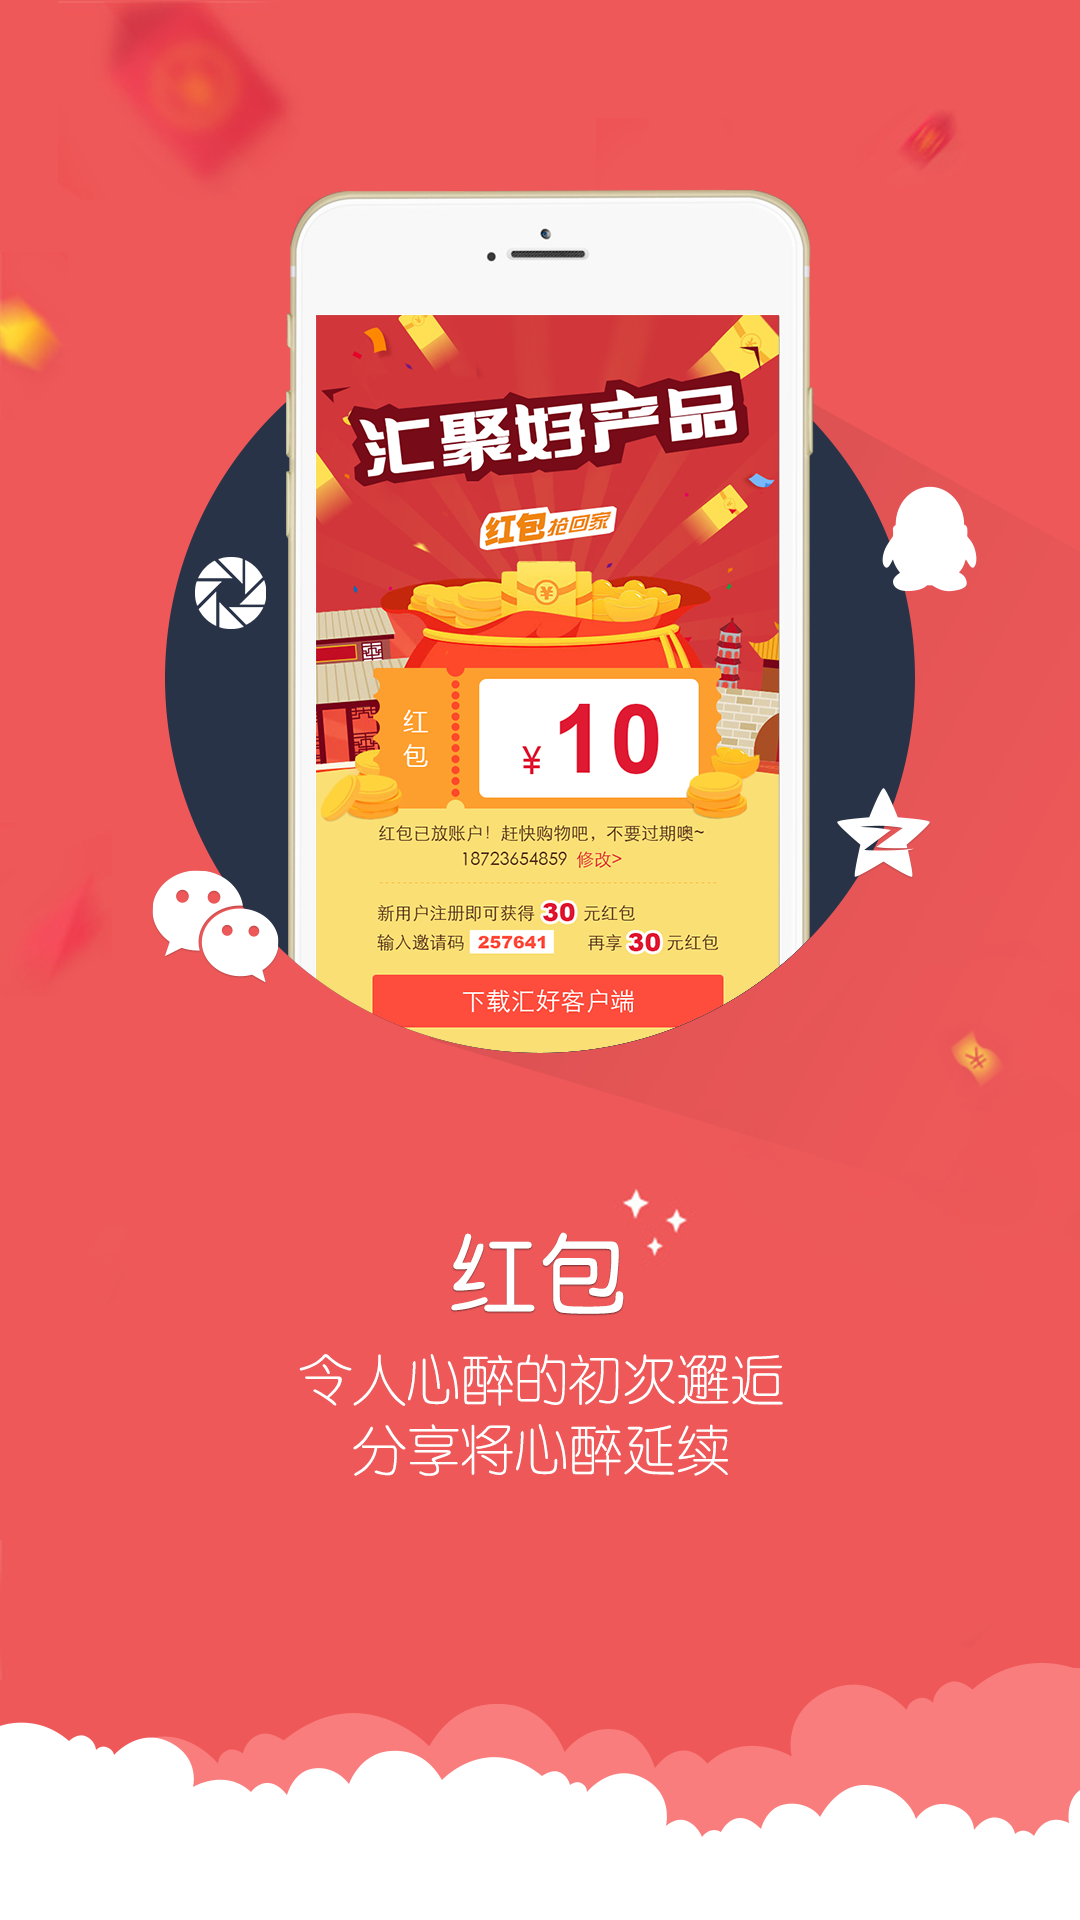 汇聚好产品
红包抢回家
¥
红包
¥ 10
红包已放账户！赶快购物吧，不要过期噢~
18723654859 修改>
新用户注册即可获得 30 元红包
输入邀请码 257641 再享 30 元红包
下载汇好客户端
¥
红包
令人心醉的初次邂逅
分享将心醉延续